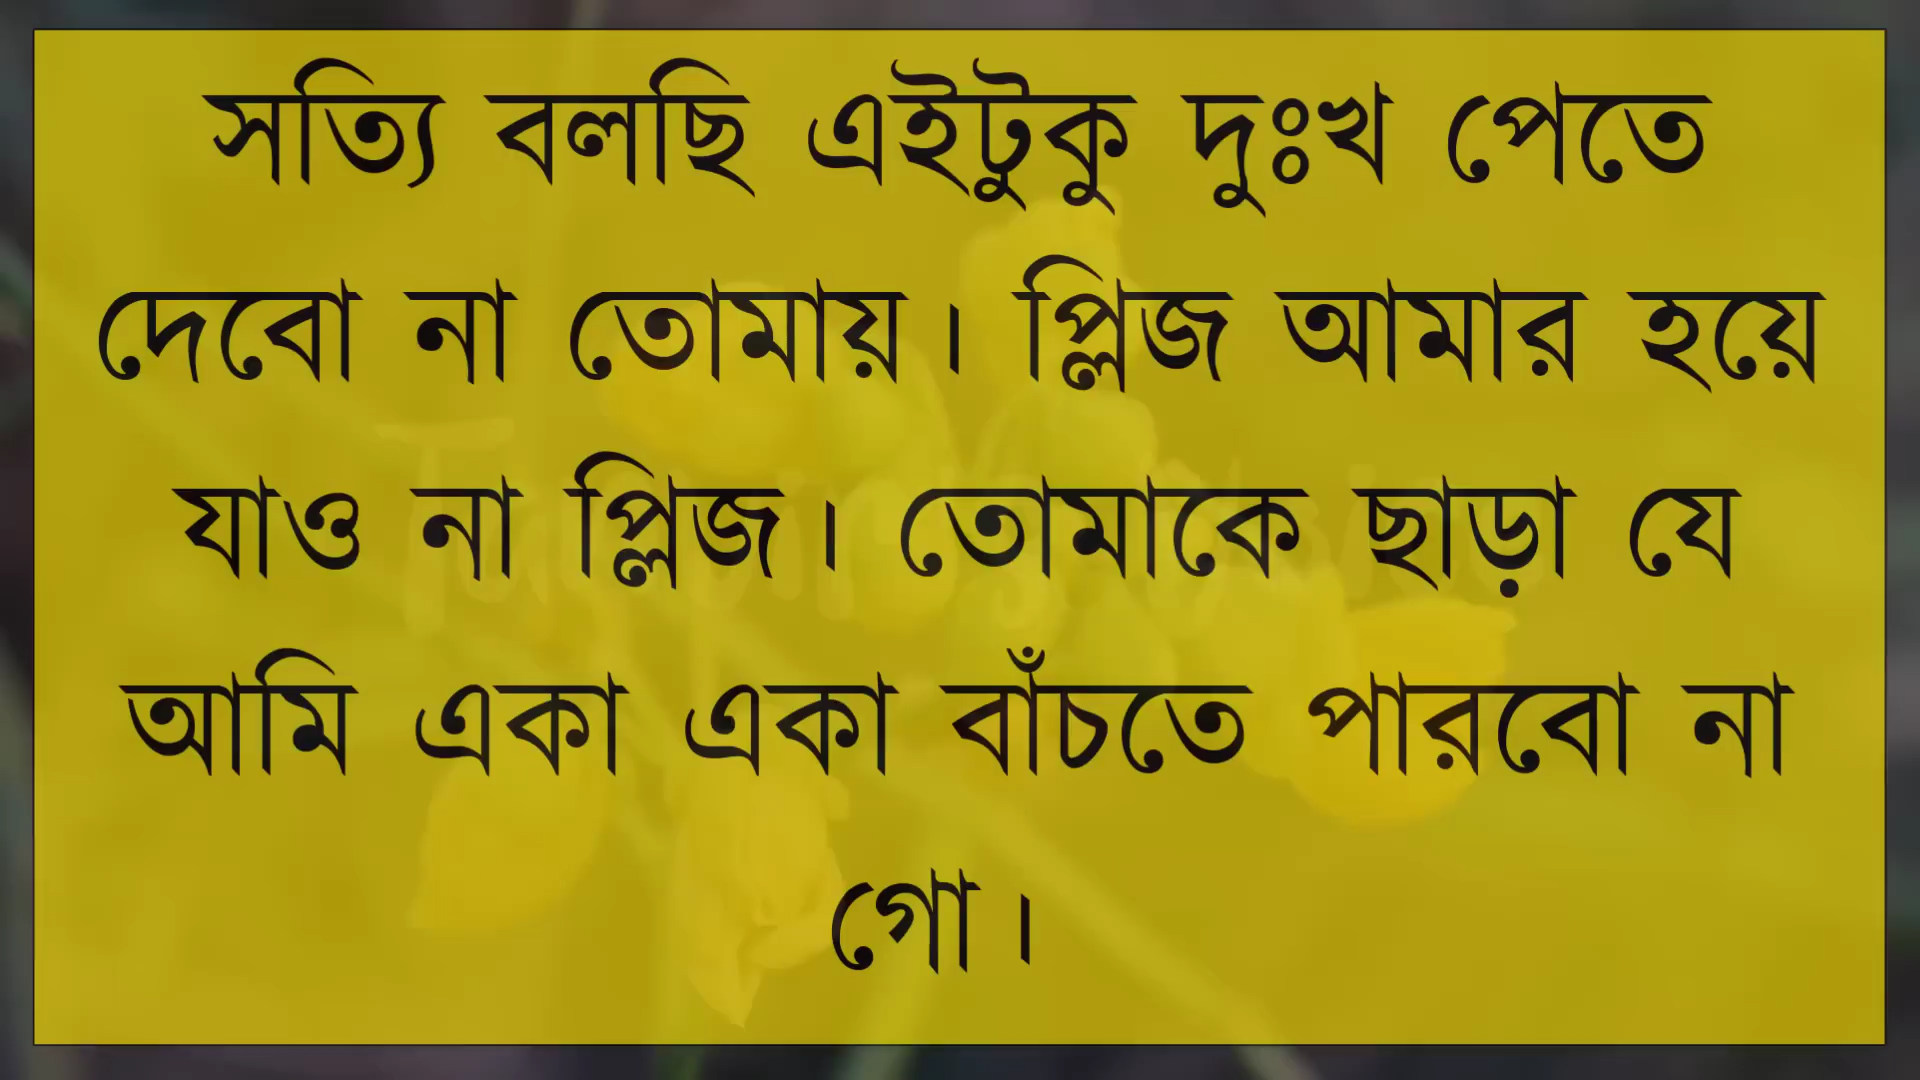 সত্যি বলছি এইটুকু দুঃখ পেতে
দেবো না তোমায়। প্লিজ আমার হয়ে
যাও না প্লিজ। তোমাকে ছাড়া যে
আমি একা একা বাঁচতে পারবো না
গো।